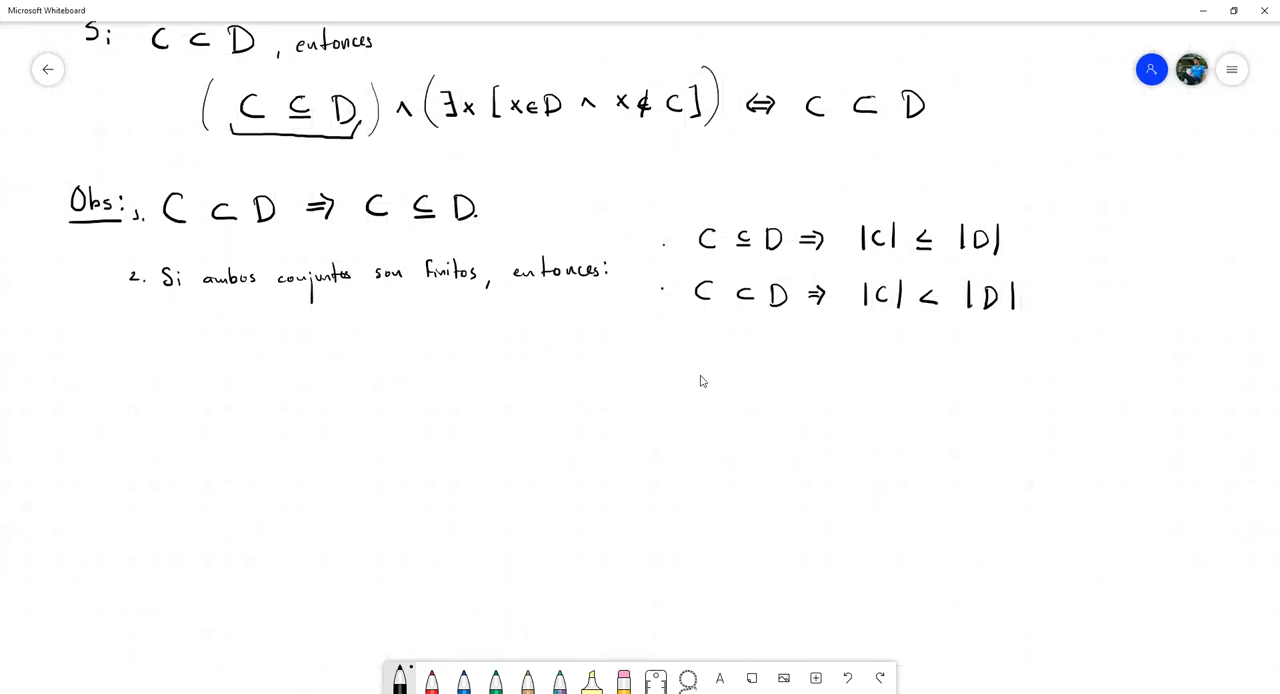 Microsoft Whiteboard
Si C ⊂ D, entonces
(C ⊆ D) ∧ (∃x [x∈D ∧ x∉C]) ⇔ C ⊂ D
Obs: 1. C ⊂ D ⇒ C ⊆ D.
2. Si ambos conjuntos son finitos, entonces:
· C ⊆ D ⇒ |C| ≤ |D|
· C ⊂ D ⇒ |C| < |D|